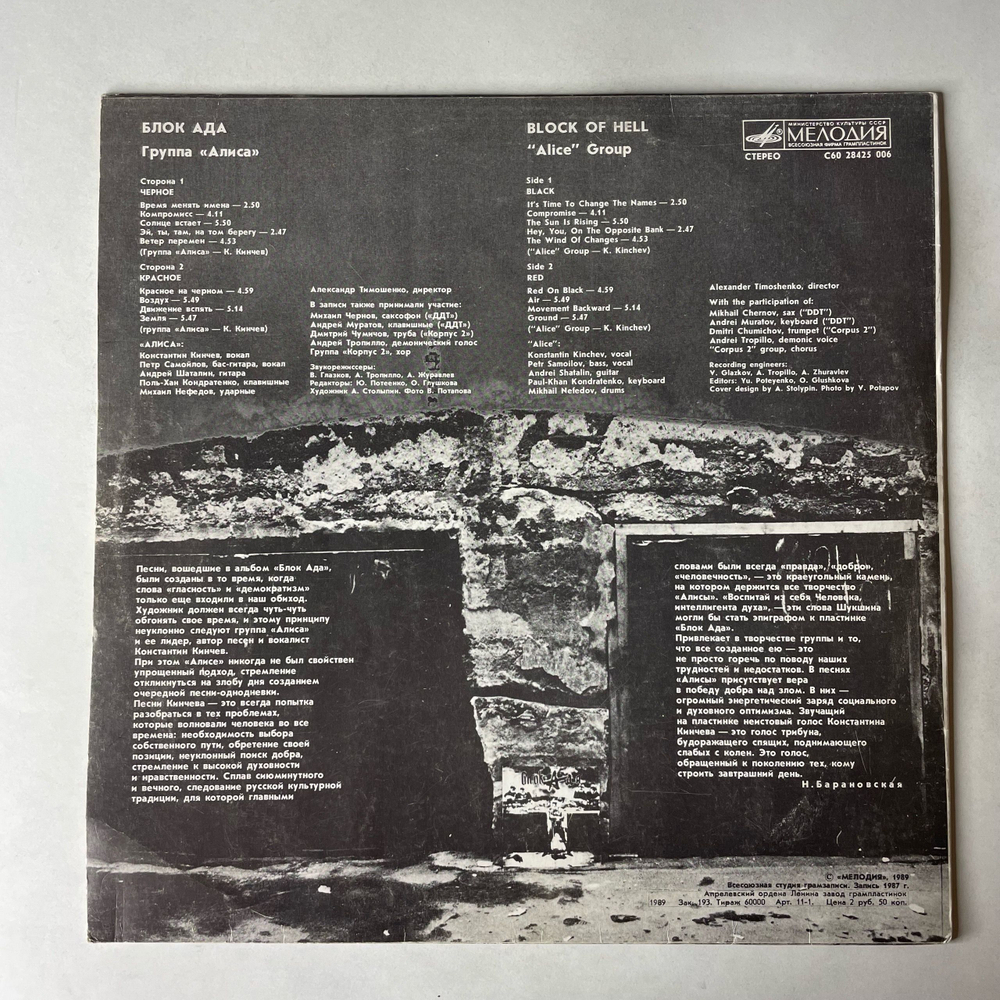 БЛОК АДА
Группа «Алиса»
Сторона 1
ЧЕРНОЕ
Время менять имена — 2.50
Компромисс — 4.11
Солнце встает — 5.50
Эй, ты, там, на том берегу — 2.47
Ветер перемен — 4.53
(Группа «Алиса» — К. Кинчев)
Сторона 2
КРАСНОЕ
Красное на черном — 4.59
Воздух — 5.49
Движение вспять — 5.14
Земля — 5.47
(группа «Алиса» — К. Кинчев)
«АЛИСА»:
Константин Кинчев, вокал
Петр Самойлов, бас-гитара, вокал
Андрей Шаталин, гитара
Поль-Хан Кондратенко, клавишные
Михаил Нефедов, ударные
Александр Тимошенко, директор
В записи также принимали участие:
Михаил Чернов, саксофон («ДДТ»)
Андрей Муратов, клавишные («ДДТ»)
Дмитрий Чумичов, труба («Корпус 2»)
Андрей Тропилло, демонический голос
Группа «Корпус 2», хор
Звукорежиссеры:
В. Глазков, А. Тропилло, А. Журавлев
Редакторы: Ю. Потеенко, О. Глушкова
Художник А. Столыпин. Фото В. Потапова
BLOCK OF HELL
“Alice” Group
Side 1
BLACK
It's Time To Change The Names — 2.50
Compromise — 4.11
The Sun Is Rising — 5.50
Hey, You, On The Opposite Bank — 2.47
The Wind Of Changes — 4.53
(“Alice” Group — K. Kinchev)
Side 2
RED
Red On Black — 4.59
Air — 5.49
Movement Backward — 5.14
Ground — 5.47
(“Alice” Group — K. Kinchev)
“Alice”:
Konstantin Kinchev, vocal
Petr Samoilov, bass, vocal
Andrei Shatalin, guitar
Paul-Khan Kondratenko, keyboard
Mikhail Nefedov, drums
МИНИСТЕРСТВО КУЛЬТУРЫ СССР
МЕЛОДИЯ
ВСЕСОЮЗНАЯ ФИРМА ГРАМПЛАСТИНОК
СТЕРЕО С60 28425 006
Alexander Timoshenko, director
With the participation of:
Mikhail Chernov, sax (“DDT”)
Andrei Muratov, keyboard (“DDT”)
Dmitri Chumichov, trumpet (“Corpus 2”)
Andrei Tropillo, demonic voice
“Corpus 2” group, chorus
Recording engineers:
V. Glazkov, A. Tropillo, A. Zhuravlev
Editors: Yu. Poteyenko, O. Glushkova
Cover design by A. Stolypin. Photo by V. Potapov
Песни, вошедшие в альбом «Блок Ада»,
были созданы в то время, когда
слова «гласность» и «демократизм»
только еще входили в наш обиход.
Художник должен всегда чуть-чуть
обгонять свое время, и этому принципу
неуклонно следуют группа «Алиса»
и ее лидер, автор песен и вокалист
Константин Кинчев.
При этом «Алисе» никогда не был свойствен
упрощенный подход, стремление
откликнуться на злобу дня созданием
очередной песни-однодневки.
Песни Кинчева — это всегда попытка
разобраться в тех проблемах,
которые волновали человека во все
времена: необходимость выбора
собственного пути, обретение своей
позиции, неуклонный поиск добра,
стремление к высокой духовности
и нравственности. Сплав сиюминутного
и вечного, следование русской культурной
традиции, для которой главными
словами были всегда «правда», «добро»,
«человечность», — это краеугольный камень,
на котором держится все творчество
«Алисы». «Воспитай из себя Человека,
интеллигента духа», — эти слова Шукшина
могли бы стать эпиграфом к пластинке
«Блок Ада».
Привлекает в творчестве группы и то,
что все созданное ею — это
не просто горечь по поводу наших
трудностей и недостатков. В песнях
«Алисы» присутствует вера
в победу добра над злом. В них —
огромный энергетический заряд социального
и духовного оптимизма. Звучащий
на пластинке неистовый голос Константина
Кинчева — это голос трибуна,
будоражащего спящих, поднимающего
слабых с колен. Это голос,
обращенный к поколению тех, кому
строить завтрашний день.
Н. Барановская
© «МЕЛОДИЯ», 1989
Всесоюзная студия грамзаписи. Запись 1987 г.
Апрелевский ордена Ленина завод грампластинок
1989 Зак. 193. Тираж 60000 Арт. 11-1. Цена 2 руб. 50 коп.